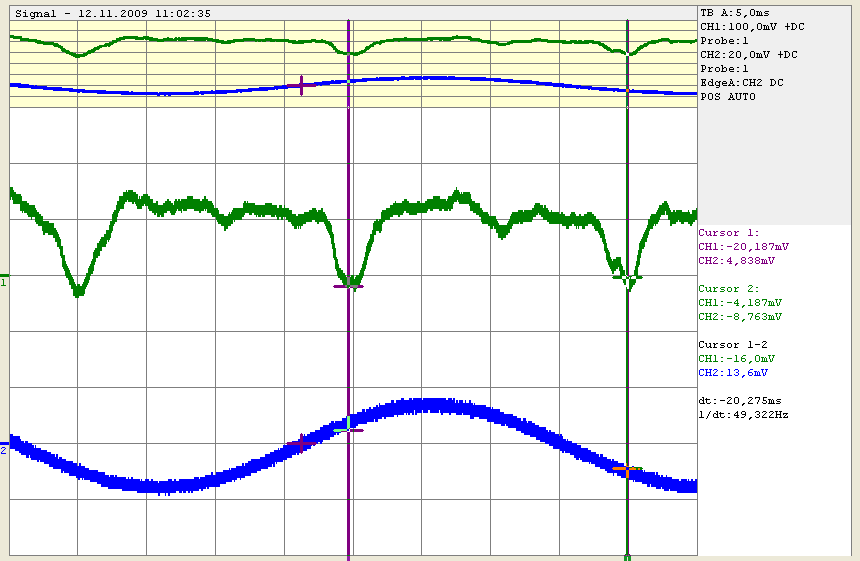 Signal - 12.11.2009 11:02:35
TB A:5,0ms
CH1:100,0mV +DC
Probe:1
CH2:20,0mV +DC
Probe:1
EdgeA:CH2 DC
POS AUTO
1
2
Cursor 1:
CH1:-20,187mV
CH2:4,838mV
Cursor 2:
CH1:-4,187mV
CH2:-8,763mV
Cursor 1-2
CH1:-16,0mV
CH2:13,6mV
dt:-20,275ms
1/dt:49,322Hz